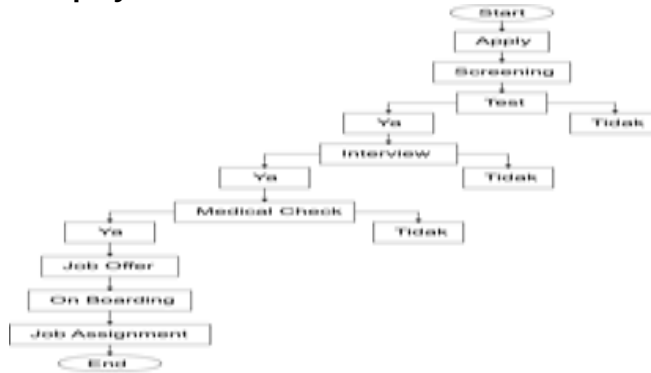 Start
Apply
Screening
Test
Ya
Tidak
Interview
Ya
Tidak
Medical Check
Ya
Tidak
Job Offer
On Boarding
Job Assignment
End